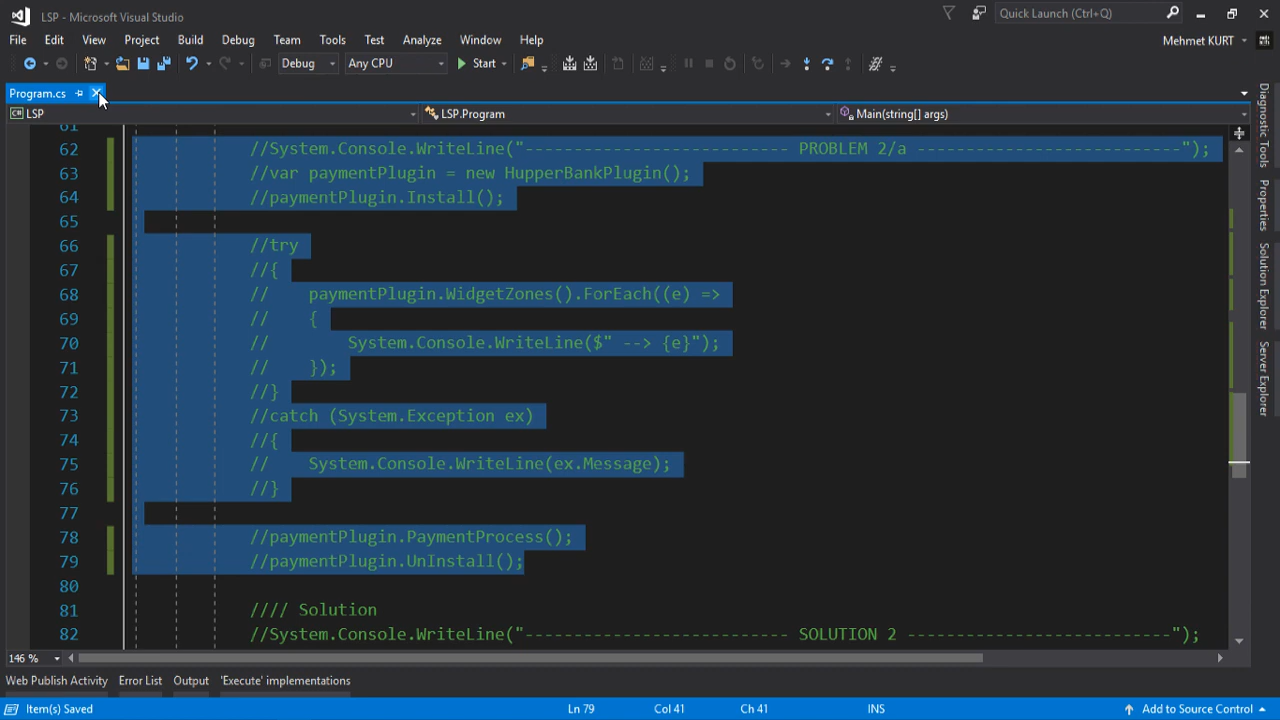 LSP - Microsoft Visual Studio
Quick Launch (Ctrl+Q)
File Edit View Project Build Debug Team Tools Test Analyze Window Help
Mehmet KURT
Debug Any CPU Start
Program.cs
LSP LSP.Program Main(string[] args)
61
62 //System.Console.WriteLine("--------------------------- PROBLEM 2/a ---------------------------");
63 //var paymentPlugin = new HupperBankPlugin();
64 //paymentPlugin.Install();
65
66 //try
67 //{
68 // paymentPlugin.WidgetZones().ForEach((e) =>
69 // {
70 // System.Console.WriteLine($" --> {e}");
71 // });
72 //}
73 //catch (System.Exception ex)
74 //{
75 // System.Console.WriteLine(ex.Message);
76 //}
77
78 //paymentPlugin.PaymentProcess();
79 //paymentPlugin.UnInstall();
80
81 //// Solution
82 //System.Console.WriteLine("--------------------------- SOLUTION 2 ---------------------------");
146 %
Diagnostic Tools
Properties
Solution Explorer
Server Explorer
Web Publish Activity Error List Output 'Execute' implementations
Item(s) Saved Ln 79 Col 41 Ch 41 INS Add to Source Control